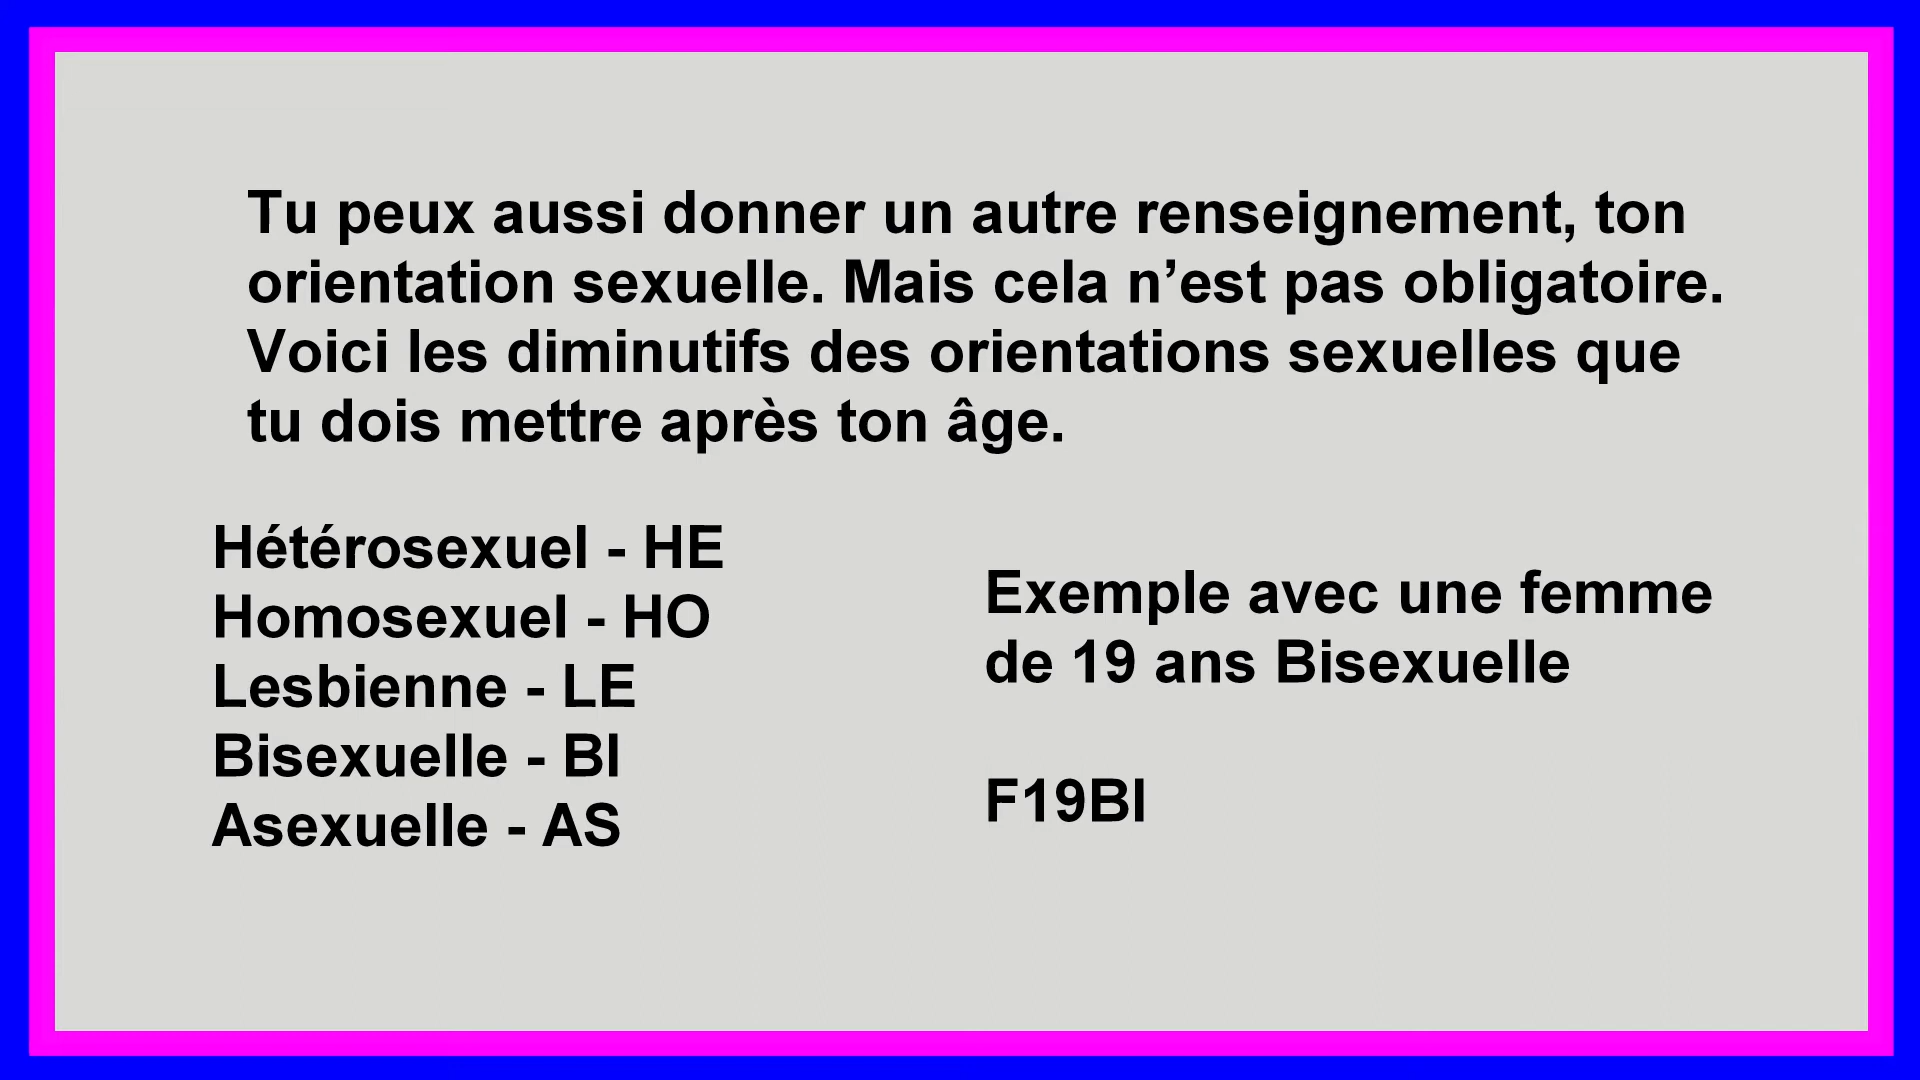 Tu peux aussi donner un autre renseignement, ton
orientation sexuelle. Mais cela n’est pas obligatoire.
Voici les diminutifs des orientations sexuelles que
tu dois mettre après ton âge.
Hétérosexuel - HE
Homosexuel - HO
Lesbienne - LE
Bisexuelle - BI
Asexuelle - AS
Exemple avec une femme
de 19 ans Bisexuelle
F19BI